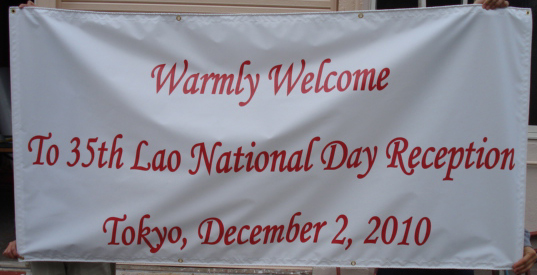 Warmly Welcome
To 35th Lao National Day Reception
Tokyo, December 2, 2010